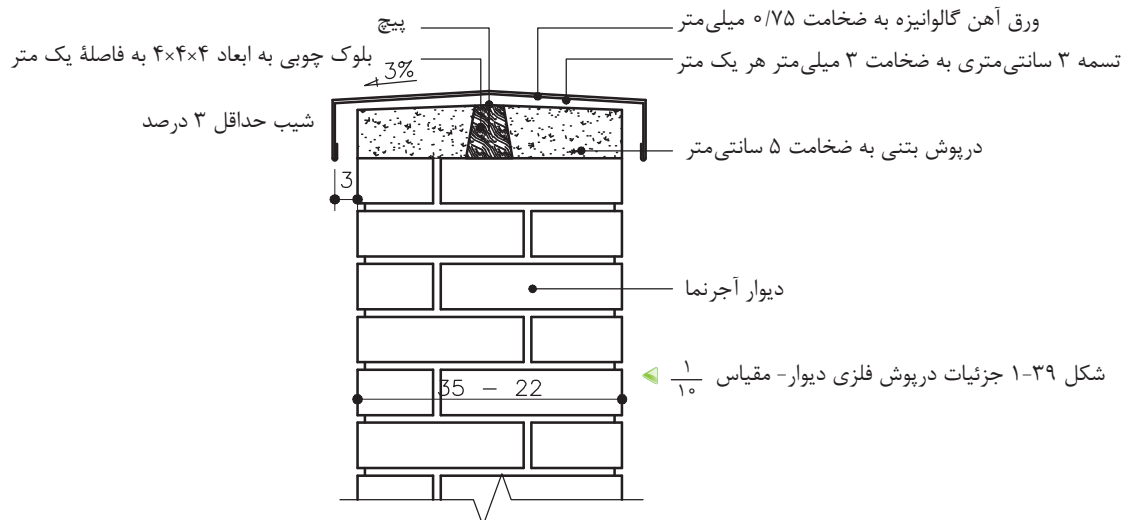 ورق آهن گالوانیزه به ضخامت ۰/۷۵ میلی‌متر
پیچ
تسمه ۳ سانتی‌متری به ضخامت ۳ میلی‌متر هر یک متر
بلوک چوبی به ابعاد ۴×۴×۴ به فاصلهٔ یک متر
3%
شیب حداقل ۳ درصد
درپوش بتنی به ضخامت ۵ سانتی‌متر
3
دیوار آجرنما
شکل ۳۹-۱ جزئیات درپوش فلزی دیوار- مقیاس ۱/۱۰
35 – 22